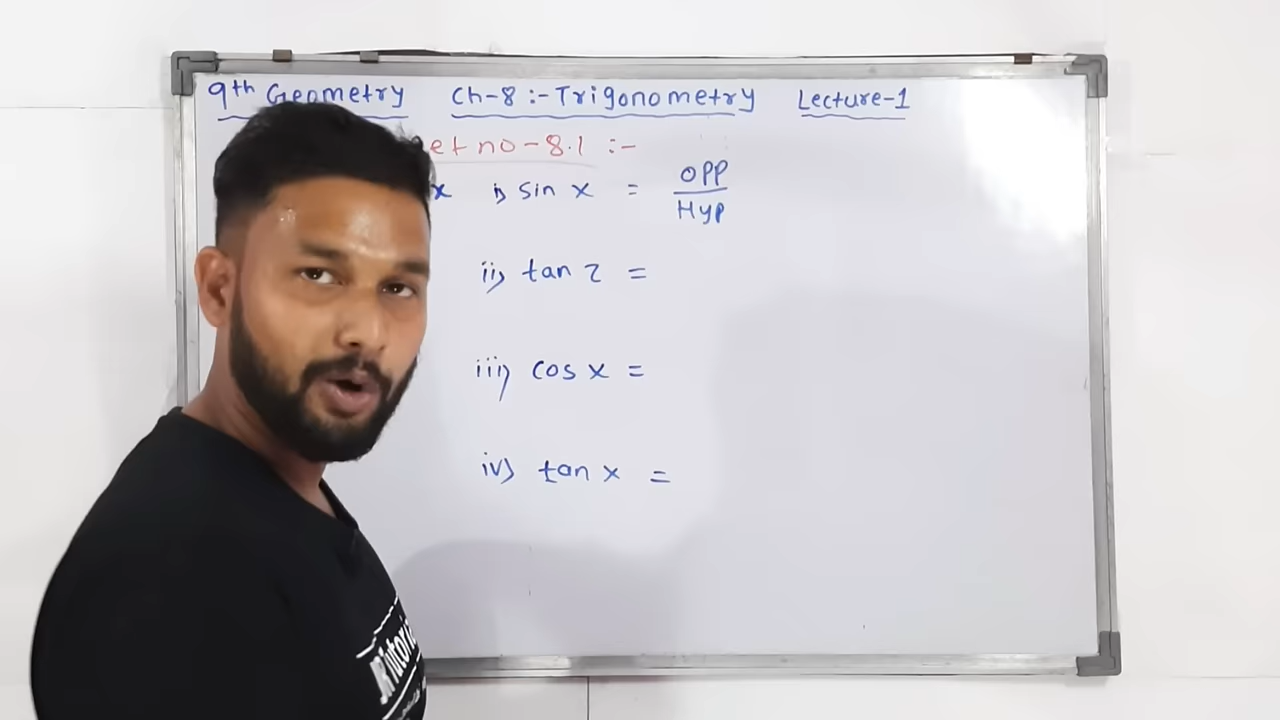 9th Geometry Ch-8 :- Trigonometry Lecture-1
et no - 8.1 :-
x i) sin x = OPP
Hyp
ii) tan z =
iii) cos x =
iv) tan x =